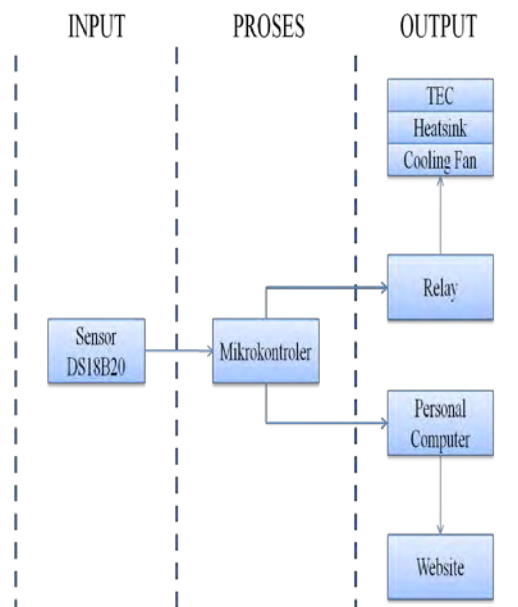 INPUT
PROSES
OUTPUT
TEC
Heatsink
Cooling Fan
Relay
Sensor
DS18B20
Mikrokontroler
Personal
Computer
Website